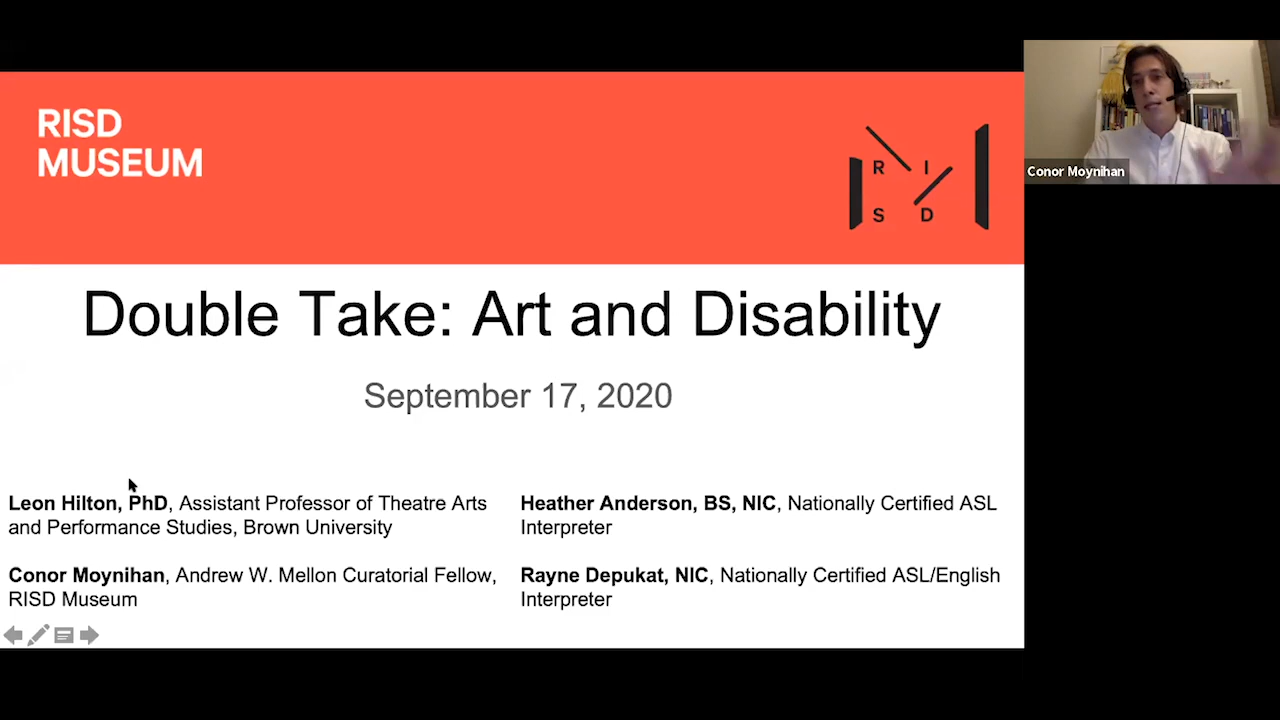 RISD
MUSEUM
R I
S D
Conor Moynihan
Double Take: Art and Disability
September 17, 2020
Leon Hilton, PhD, Assistant Professor of Theatre Arts
and Performance Studies, Brown University
Conor Moynihan, Andrew W. Mellon Curatorial Fellow,
RISD Museum
Heather Anderson, BS, NIC, Nationally Certified ASL
Interpreter
Rayne Depukat, NIC, Nationally Certified ASL/English
Interpreter